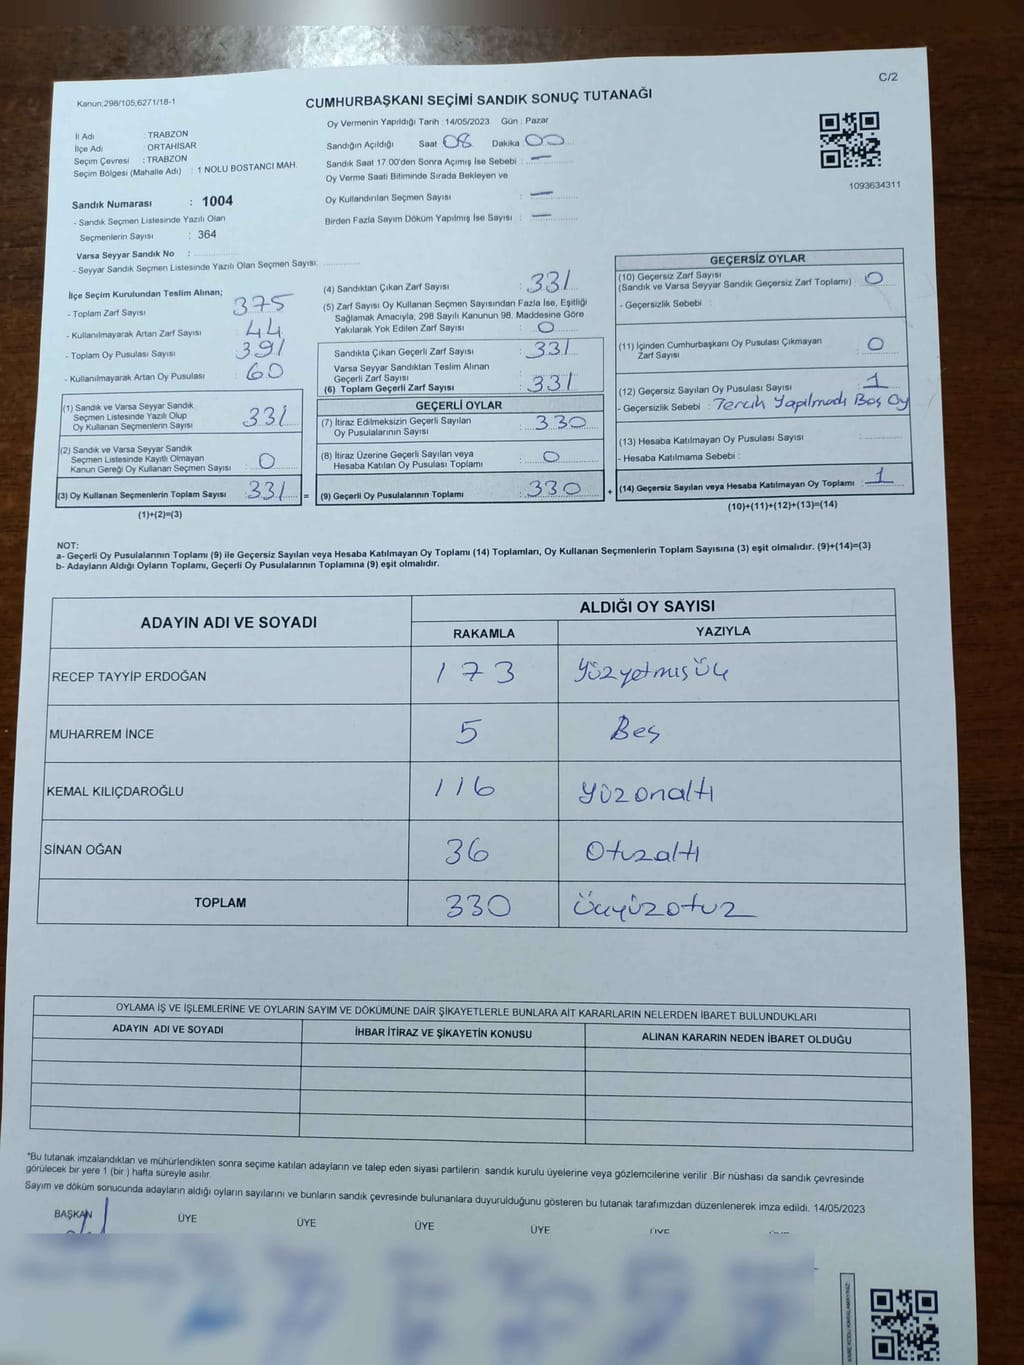 C/2
Kanun,298/105,6271/18-1
CUMHURBAŞKANI SEÇİMİ SANDIK SONUÇ TUTANAĞI
İl Adı : TRABZON
İlçe Adı : ORTAHİSAR
Seçim Çevresi : TRABZON
Seçim Bölgesi (Mahalle Adı) : 1 NOLU BOSTANCI MAH.
Sandık Numarası : 1004
- Sandık Seçmen Listesinde Yazılı Olan
Seçmenlerin Sayısı : 364
Varsa Seyyar Sandık No :
- Seyyar Sandık Seçmen Listesinde Yazılı Olan Seçmen Sayısı:
Oy Vermenin Yapıldığı Tarih : 14/05/2023 Gün : Pazar
Sandığın Açıldığı Saat 08 Dakika 00
Sandık Saat 17:00'den Sonra Açımış İse Sebebi : —
Oy Verme Saati Bitiminde Sırada Bekleyen ve
Oy Kullandırılan Seçmen Sayısı : —
Birden Fazla Sayım Döküm Yapılmış İse Sayısı : —
1093634311
İlçe Seçim Kurulundan Teslim Alınan;
- Toplam Zarf Sayısı : 375
- Kullanılmayarak Artan Zarf Sayısı : 44
- Toplam Oy Pusulası Sayısı : 391
- Kullanılmayarak Artan Oy Pusulası : 60
(1) Sandık ve Varsa Seyyar Sandık
Seçmen Listesinde Yazılı Olup
Oy Kullanan Seçmenlerin Sayısı : 331
(2) Sandık ve Varsa Seyyar Sandık
Seçmen Listesinde Kayıtlı Olmayan
Kanun Gereği Oy Kullanan Seçmen Sayısı : 0
(3) Oy Kullanan Seçmenlerin Toplam Sayısı : 331 =
(1)+(2)=(3)
(4) Sandıktan Çıkan Zarf Sayısı : 331
(5) Zarf Sayısı Oy Kullanan Seçmen Sayısından Fazla İse, Eşitliği
Sağlamak Amacıyla; 298 Sayılı Kanunun 98. Maddesine Göre
Yakılarak Yok Edilen Zarf Sayısı : 0
Sandıkta Çıkan Geçerli Zarf Sayısı : 331
Varsa Seyyar Sandıktan Teslim Alınan
Geçerli Zarf Sayısı
(6) Toplam Geçerli Zarf Sayısı : 331
GEÇERLİ OYLAR
(7) İtiraz Edilmeksizin Geçerli Sayılan
Oy Pusulalarının Sayısı : 330
(8) İtiraz Üzerine Geçerli Sayılan veya
Hesaba Katılan Oy Pusulası Toplamı : 0
(9) Geçerli Oy Pusulalarının Toplamı : 330 +
GEÇERSİZ OYLAR
(10) Geçersiz Zarf Sayısı
(Sandık ve Varsa Seyyar Sandık Geçersiz Zarf Toplamı) : 0
- Geçersizlik Sebebi :
(11) İçinden Cumhurbaşkanı Oy Pusulası Çıkmayan
Zarf Sayısı : 0
(12) Geçersiz Sayılan Oy Pusulası Sayısı : 1
- Geçersizlik Sebebi : Tercih Yapılmadı Boş Oy
(13) Hesaba Katılmayan Oy Pusulası Sayısı :
- Hesaba Katılmama Sebebi :
(14) Geçersiz Sayılan veya Hesaba Katılmayan Oy Toplamı : 1
(10)+(11)+(12)+(13)=(14)
NOT:
a- Geçerli Oy Pusulalarının Toplamı (9) ile Geçersiz Sayılan veya Hesaba Katılmayan Oy Toplamı (14) Toplamları, Oy Kullanan Seçmenlerin Toplam Sayısına (3) eşit olmalıdır. (9)+(14)=(3)
b- Adayların Aldığı Oyların Toplamı, Geçerli Oy Pusulalarının Toplamına (9) eşit olmalıdır.
ADAYIN ADI VE SOYADI ALDIĞI OY SAYISI
RAKAMLA YAZIYLA
RECEP TAYYİP ERDOĞAN 173 Yüzyetmişüç
MUHARREM İNCE 5 Beş
KEMAL KILIÇDAROĞLU 116 Yüzonaltı
SİNAN OĞAN 36 Otuzaltı
TOPLAM 330 Üçyüzotuz
OYLAMA İŞ VE İŞLEMLERİNE VE OYLARIN SAYIM VE DÖKÜMÜNE DAİR ŞİKAYETLERLE BUNLARA AİT KARARLARIN NELERDEN İBARET BULUNDUKLARI
ADAYIN ADI VE SOYADI İHBAR İTİRAZ VE ŞİKAYETİN KONUSU ALINAN KARARIN NEDEN İBARET OLDUĞU
*Bu tutanak imzalandıktan ve mühürlendikten sonra seçime katılan adayların ve talep eden siyasi partilerin sandık kurulu üyelerine veya gözlemcilerine verilir. Bir nüshası da sandık çevresinde
görülecek bir yere 1 (bir ) hafta süreyle asılır.
Sayım ve döküm sonucunda adayların aldığı oyların sayılarını ve bunların sandık çevresinde bulunanlara duyurulduğunu gösteren bu tutanak tarafımızdan düzenlenerek imza edildi. 14/05/2023
BAŞKAN ÜYE ÜYE ÜYE ÜYE ÜYE